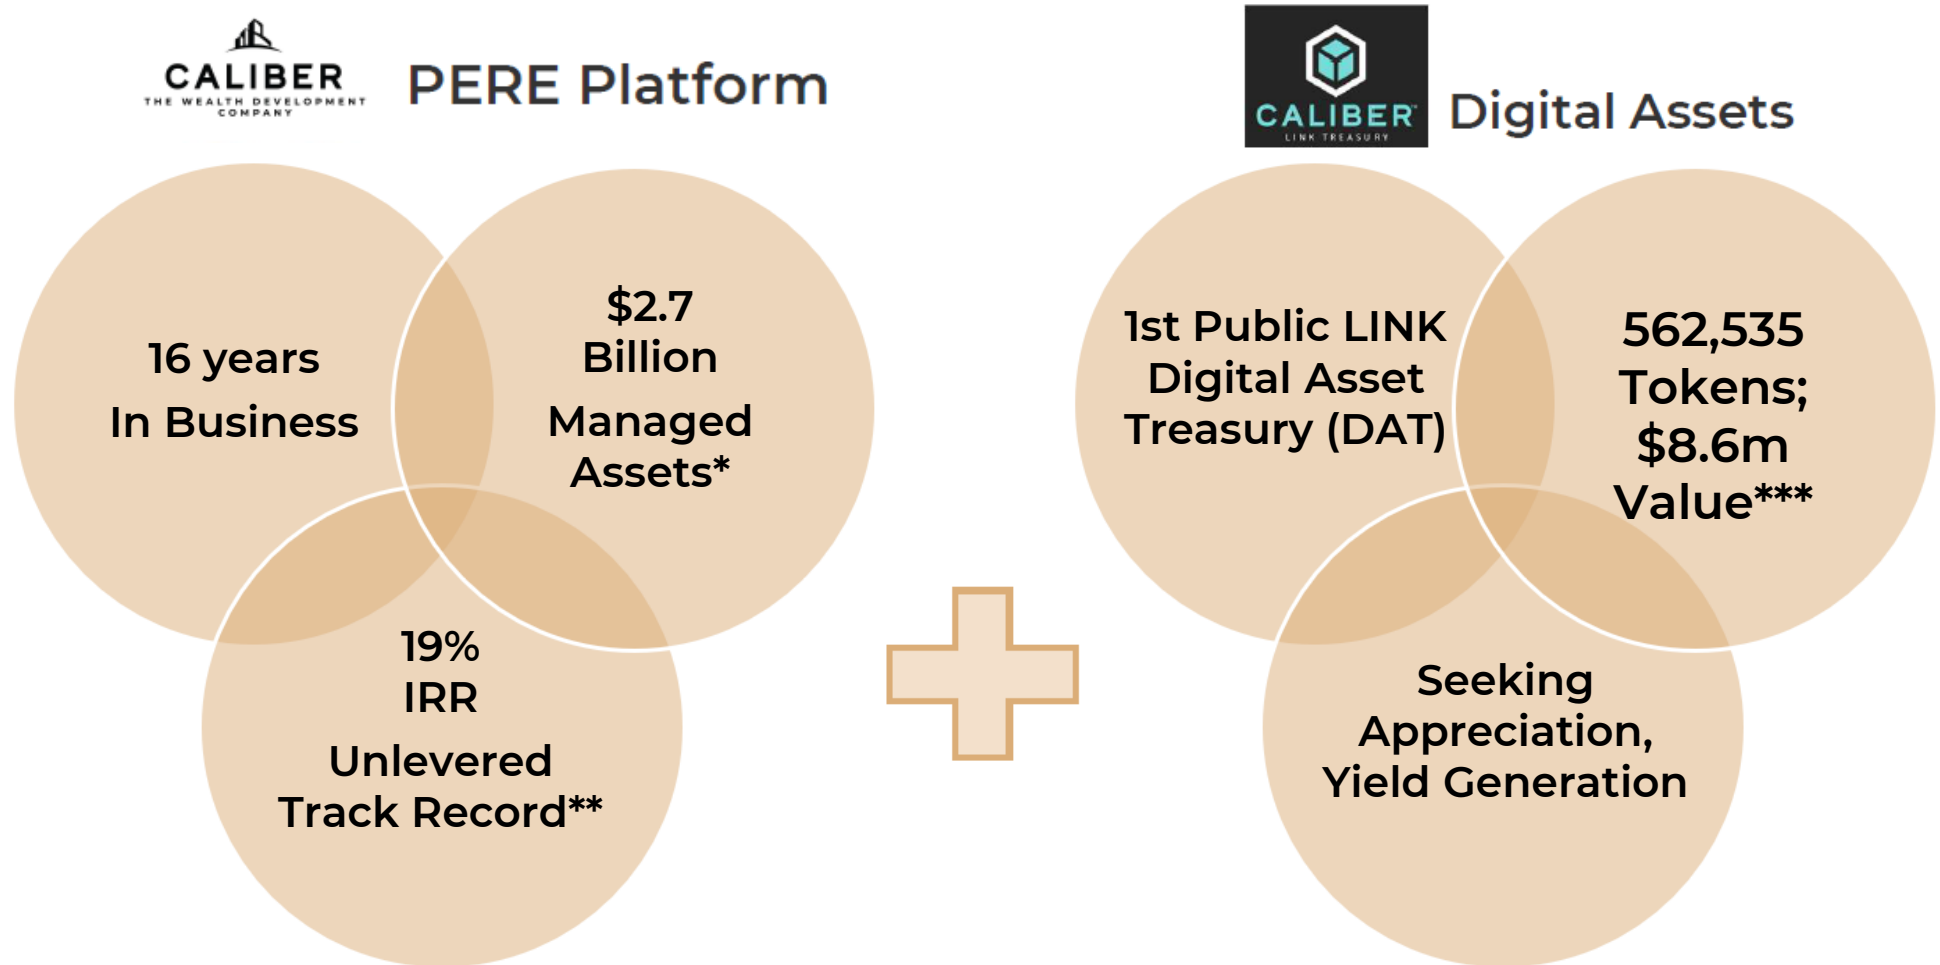 CALIBER
THE WEALTH DEVELOPMENT
COMPANY
PERE Platform
16 years
In Business
$2.7
Billion
Managed
Assets*
19%
IRR
Unlevered
Track Record**
CALIBER™
LINK TREASURY
Digital Assets
1st Public LINK
Digital Asset
Treasury (DAT)
562,535
Tokens;
$8.6m
Value***
Seeking
Appreciation,
Yield Generation